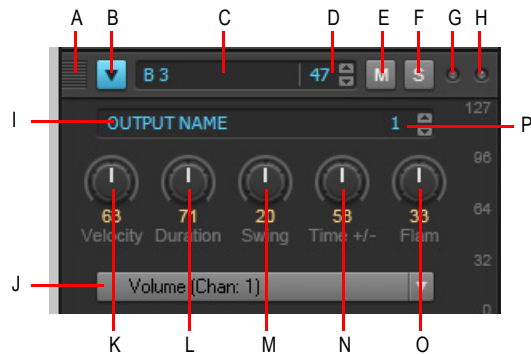 A B C D E F G H
B 3 47 M S
127
I OUTPUT NAME 1 P
96
63 71 20 58 33 64
Velocity Duration Swing Time +/- Flam
32
J Volume (Chan: 1)
0
K L M N O